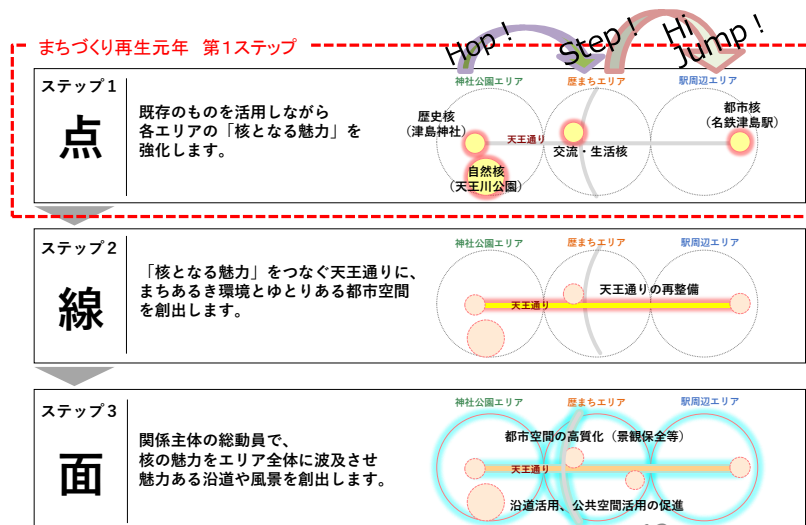 まちづくり再生元年 第1ステップ
Hop！
Step！
Hi
Jump！
ステップ１
点
既存のものを活用しながら
各エリアの「核となる魅力」を
強化します。
神社公園エリア
歴まちエリア
駅周辺エリア
歴史核
（津島神社）
天王通り
交流・生活核
都市核
（名鉄津島駅）
自然核
（天王川公園）
ステップ２
線
「核となる魅力」をつなぐ天王通りに、
まちあるき環境とゆとりある都市空間
を創出します。
神社公園エリア
歴まちエリア
駅周辺エリア
天王通りの再整備
天王通り
ステップ３
面
関係主体の総動員で、
核の魅力をエリア全体に波及させ
魅力ある沿道や風景を創出します。
神社公園エリア
歴まちエリア
駅周辺エリア
都市空間の高質化（景観保全等）
天王通り
沿道活用、公共空間活用の促進